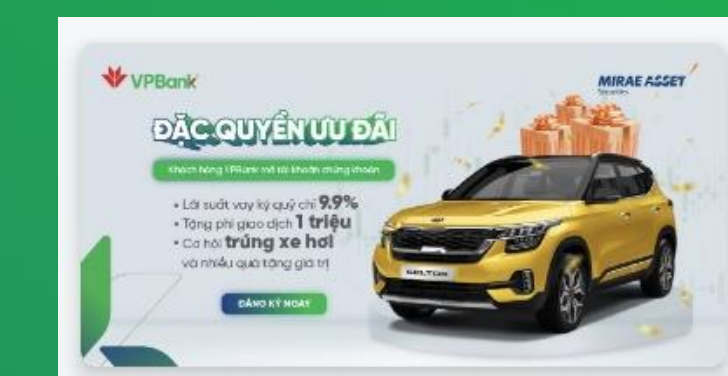 VPBank
MIRAE ASSET
Securities
ĐẶC QUYỀN ƯU ĐÃI
Khách hàng VPBank mở tài khoản chứng khoán
• Lãi suất vay ký quỹ chỉ 9.9%
• Tặng phí giao dịch 1 triệu
• Cơ hội trúng xe hơi
và nhiều quà tặng giá trị
ĐĂNG KÝ NGAY
SELTOS